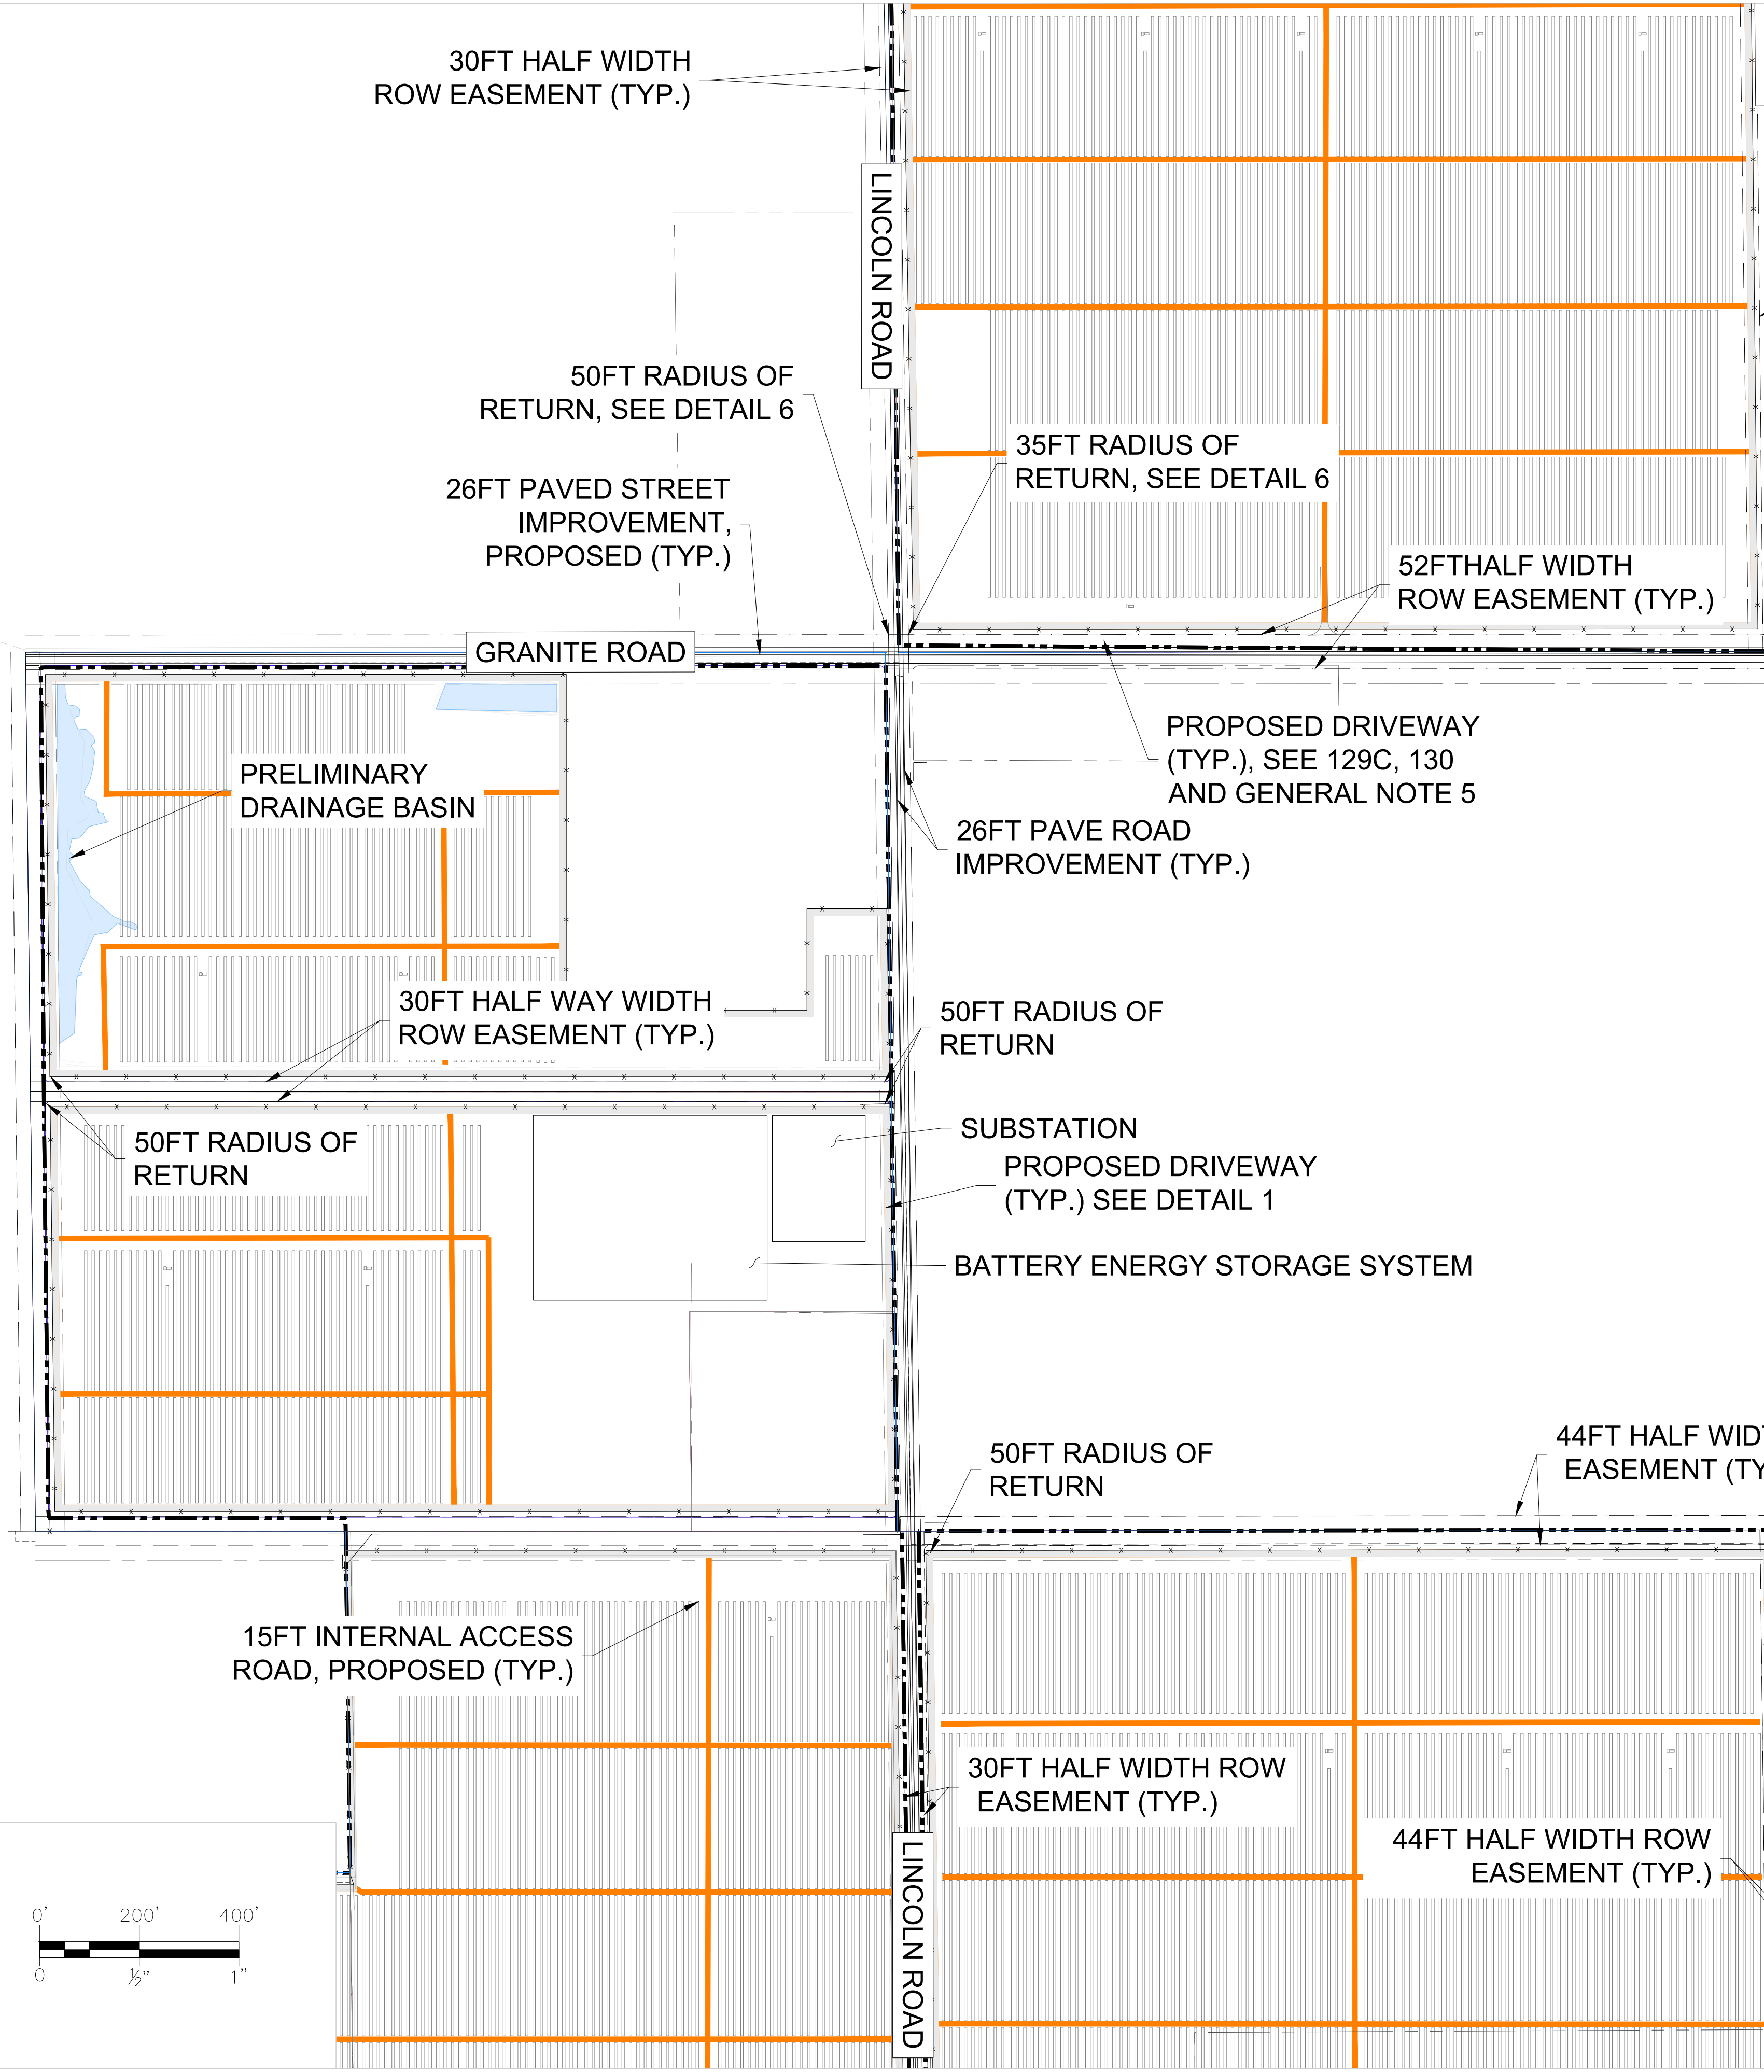 30FT HALF WIDTH
ROW EASEMENT (TYP.)
LINCOLN ROAD
50FT RADIUS OF
RETURN, SEE DETAIL 6
35FT RADIUS OF
RETURN, SEE DETAIL 6
26FT PAVED STREET
IMPROVEMENT,
PROPOSED (TYP.)
52FTHALF WIDTH
ROW EASEMENT (TYP.)
GRANITE ROAD
PROPOSED DRIVEWAY
(TYP.), SEE 129C, 130
AND GENERAL NOTE 5
PRELIMINARY
DRAINAGE BASIN
26FT PAVE ROAD
IMPROVEMENT (TYP.)
30FT HALF WAY WIDTH
ROW EASEMENT (TYP.)
50FT RADIUS OF
RETURN
50FT RADIUS OF
RETURN
SUBSTATION
PROPOSED DRIVEWAY
(TYP.) SEE DETAIL 1
BATTERY ENERGY STORAGE SYSTEM
50FT RADIUS OF
RETURN
44FT HALF WID
EASEMENT (TY
15FT INTERNAL ACCESS
ROAD, PROPOSED (TYP.)
30FT HALF WIDTH ROW
EASEMENT (TYP.)
44FT HALF WIDTH ROW
EASEMENT (TYP.)
LINCOLN ROAD
0' 200' 400'
0 ½" 1"